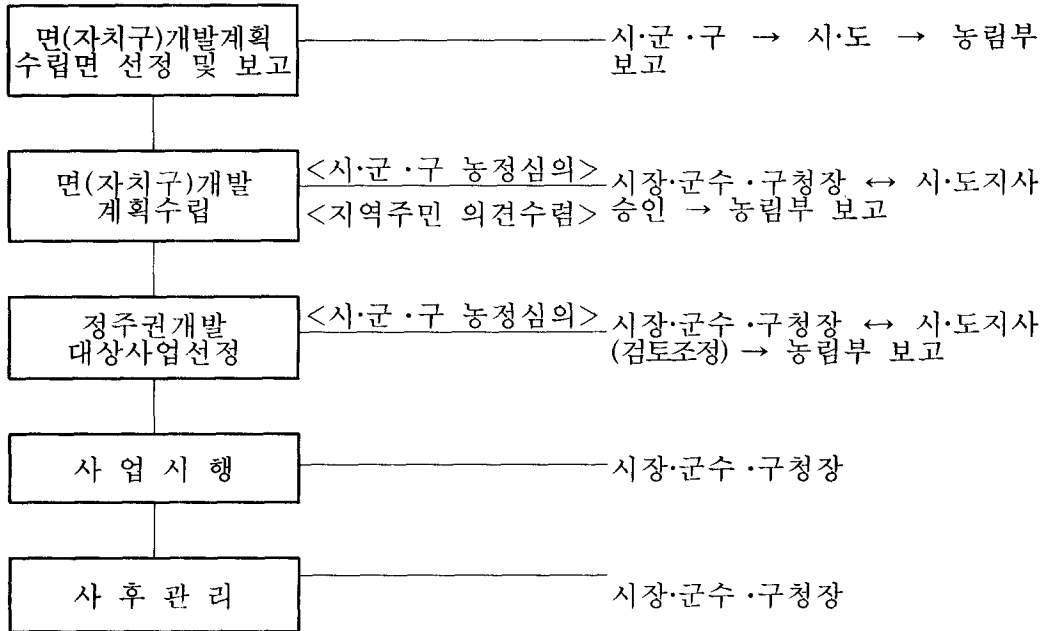 면(자치구)개발계획
수립면 선정 및 보고
시·군·구 → 시·도 → 농림부
보고
면(자치구)개발
계획수립
<시·군·구 농정심의>
<지역주민 의견수렴>
시장·군수·구청장 ↔ 시·도지사
승인 → 농림부 보고
정주권개발
대상사업선정
<시·군·구 농정심의>
시장·군수·구청장 ↔ 시·도지사
(검토조정) → 농림부 보고
사 업 시 행
시장·군수·구청장
사 후 관 리
시장·군수·구청장